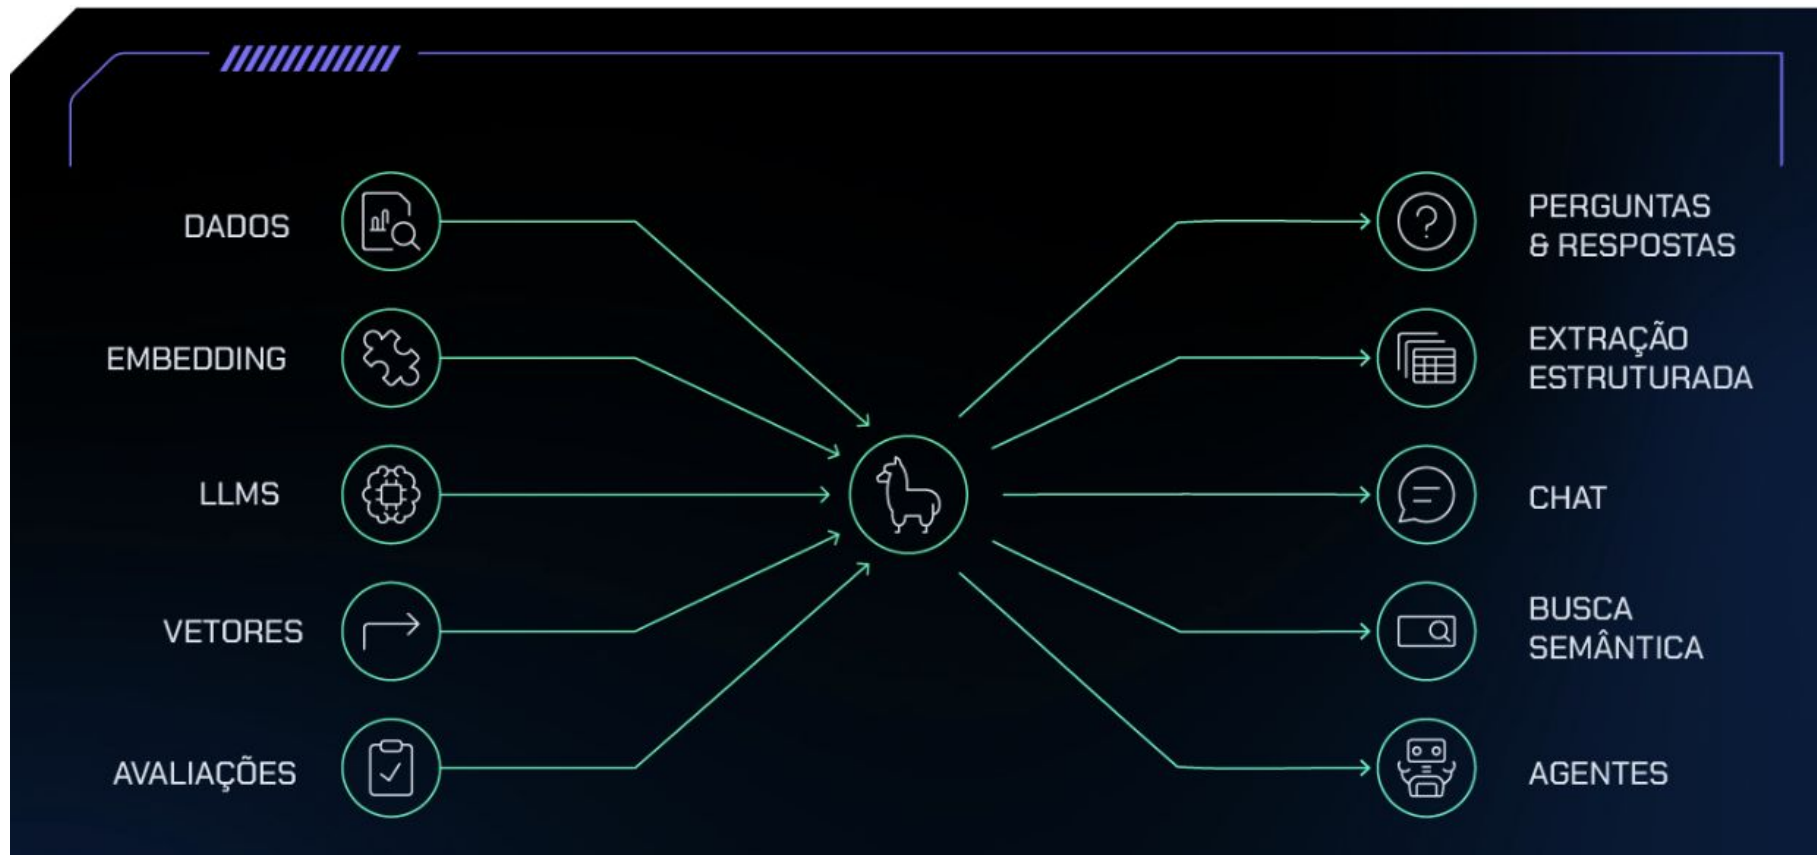 DADOS
EMBEDDING
LLMS
VETORES
AVALIAÇÕES
PERGUNTAS
& RESPOSTAS
EXTRAÇÃO
ESTRUTURADA
CHAT
BUSCA
SEMÂNTICA
AGENTES